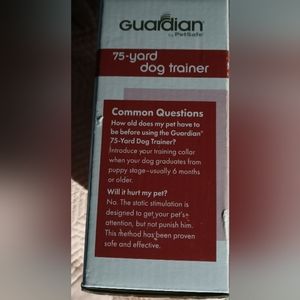 Guardian®
by PetSafe®
75-yard
dog trainer
Common Questions
How old does my pet have to
be before using the Guardian®
75-Yard Dog Trainer?
Introduce your training collar
when your dog graduates from
puppy stage–usually 6 months
or older.
Will it hurt my pet?
No. The static stimulation is
designed to get your pet's
attention, but not punish him.
This method has been proven
safe and effective.